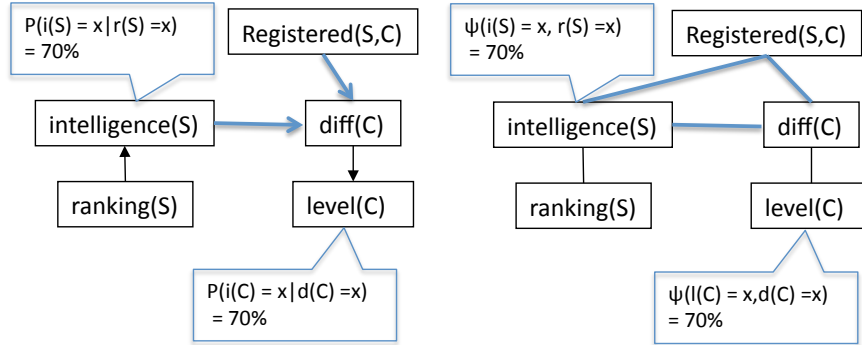 P(i(S) = x|r(S) =x)
= 70%
Registered(S,C)
intelligence(S)
diff(C)
ranking(S)
level(C)
P(i(C) = x|d(C) =x)
= 70%
ψ(i(S) = x, r(S) =x)
= 70%
Registered(S,C)
intelligence(S)
diff(C)
ranking(S)
level(C)
ψ(l(C) = x,d(C) =x)
= 70%